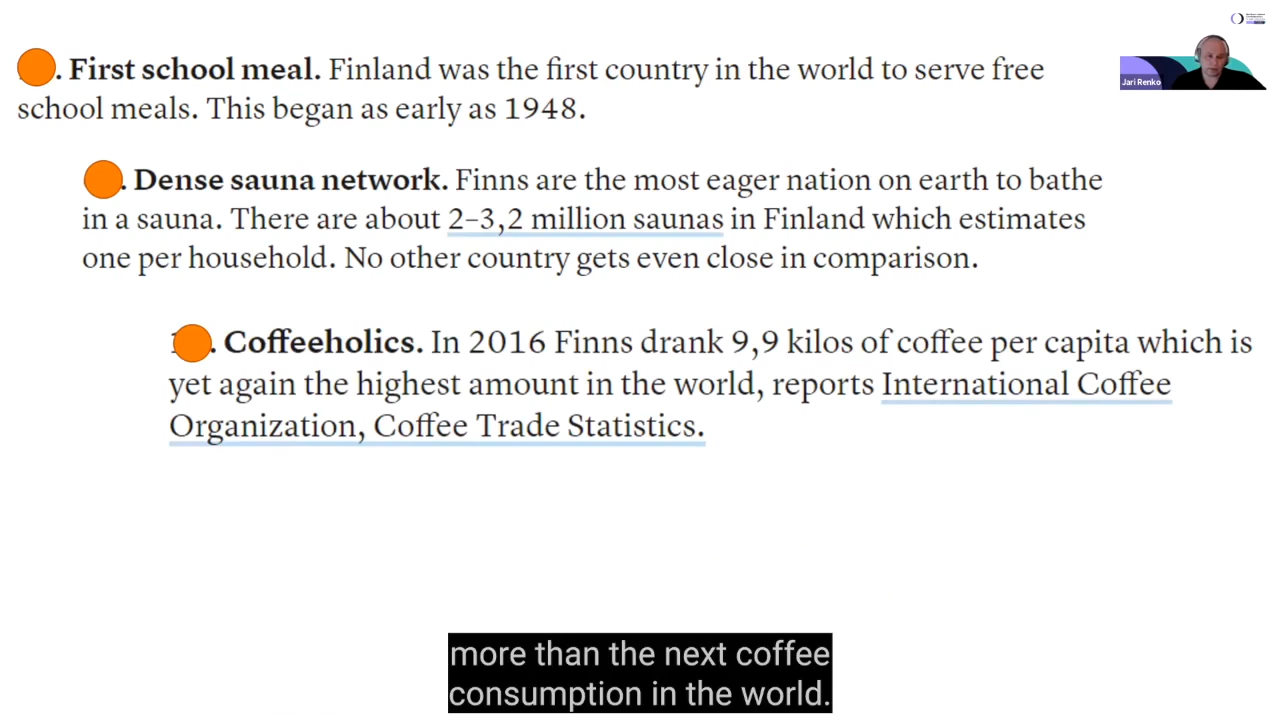 . First school meal. Finland was the first country in the world to serve free
school meals. This began as early as 1948.
Jari Renko
. Dense sauna network. Finns are the most eager nation on earth to bathe
in a sauna. There are about 2–3,2 million saunas in Finland which estimates
one per household. No other country gets even close in comparison.
. Coffeeholics. In 2016 Finns drank 9,9 kilos of coffee per capita which is
yet again the highest amount in the world, reports International Coffee
Organization, Coffee Trade Statistics.
more than the next coffee
consumption in the world.